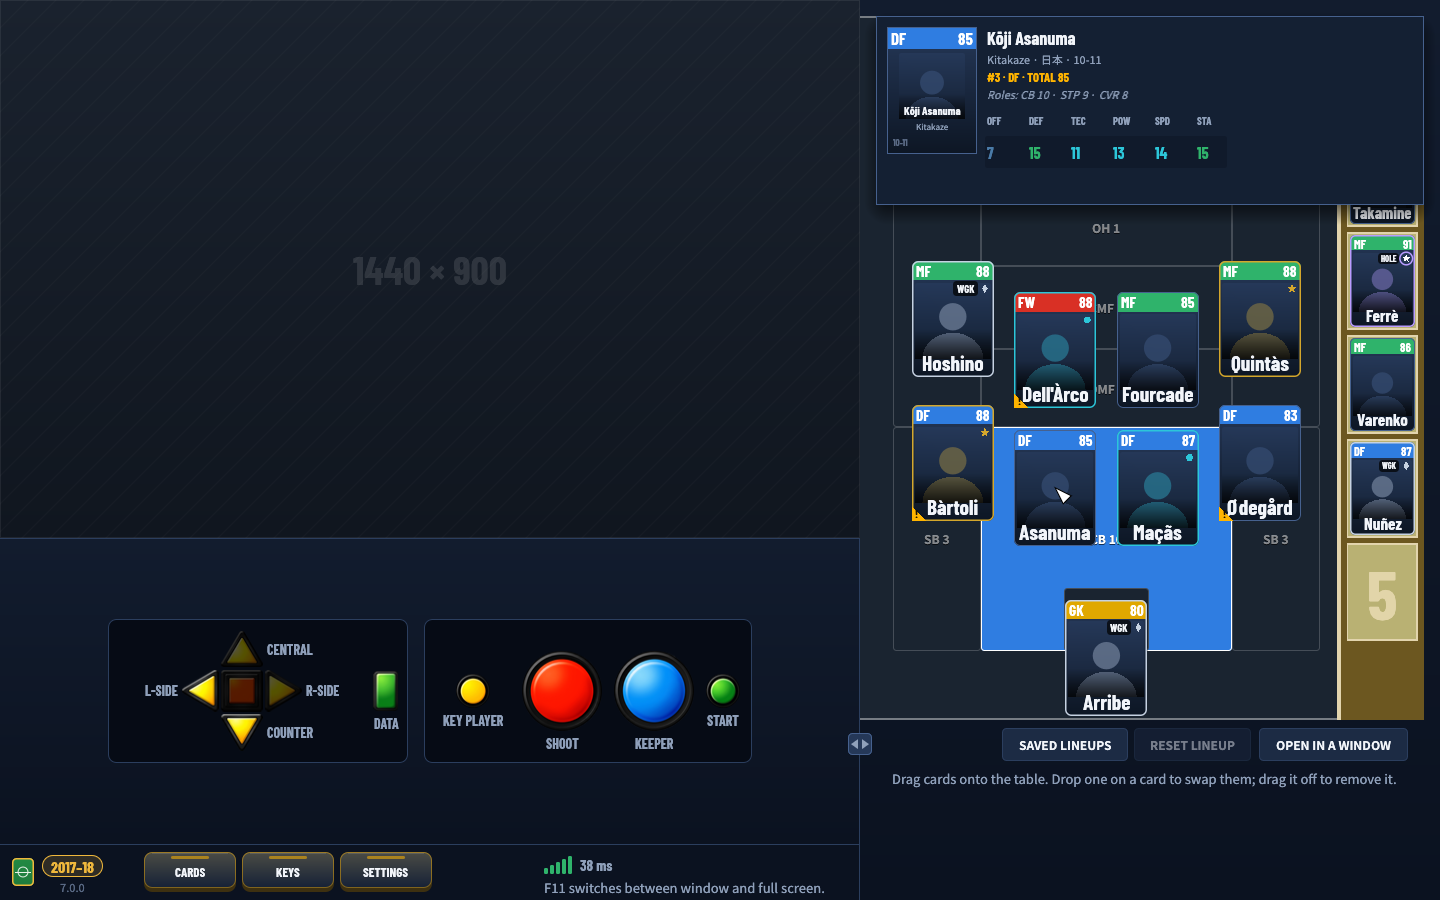 1440 × 900
DF 85
Kōji Asanuma
Kitakaze
10-11
Kōji Asanuma
Kitakaze · 日本 · 10-11
#3 · DF · TOTAL 85
Roles: CB 10 · STP 9 · CVR 8
OFF DEF TEC POW SPD STA
7 15 11 13 14 15
Takamine
OH 1
MF 88
WGK
Hoshino
FW 88
Dell'Àrco
MF
MF 85
Fourcade
MF 88
Quintàs
MF 91
HOLE
Ferrè
MF 86
Varenko
DF 87
WGK
Nuñez
5
DMF
DF 88
Bàrtoli
DF 85
Asanuma
DF 87
Maçãs
DF 83
Ødegård
SB 3
CB 10
SB 3
GK 80
WGK
Arribe
CENTRAL
L-SIDE
R-SIDE
COUNTER
DATA
KEY PLAYER
SHOOT
KEEPER
START
SAVED LINEUPS
RESET LINEUP
OPEN IN A WINDOW
Drag cards onto the table. Drop one on a card to swap them; drag it off to remove it.
2017-18
7.0.0
CARDS
KEYS
SETTINGS
38 ms
F11 switches between window and full screen.